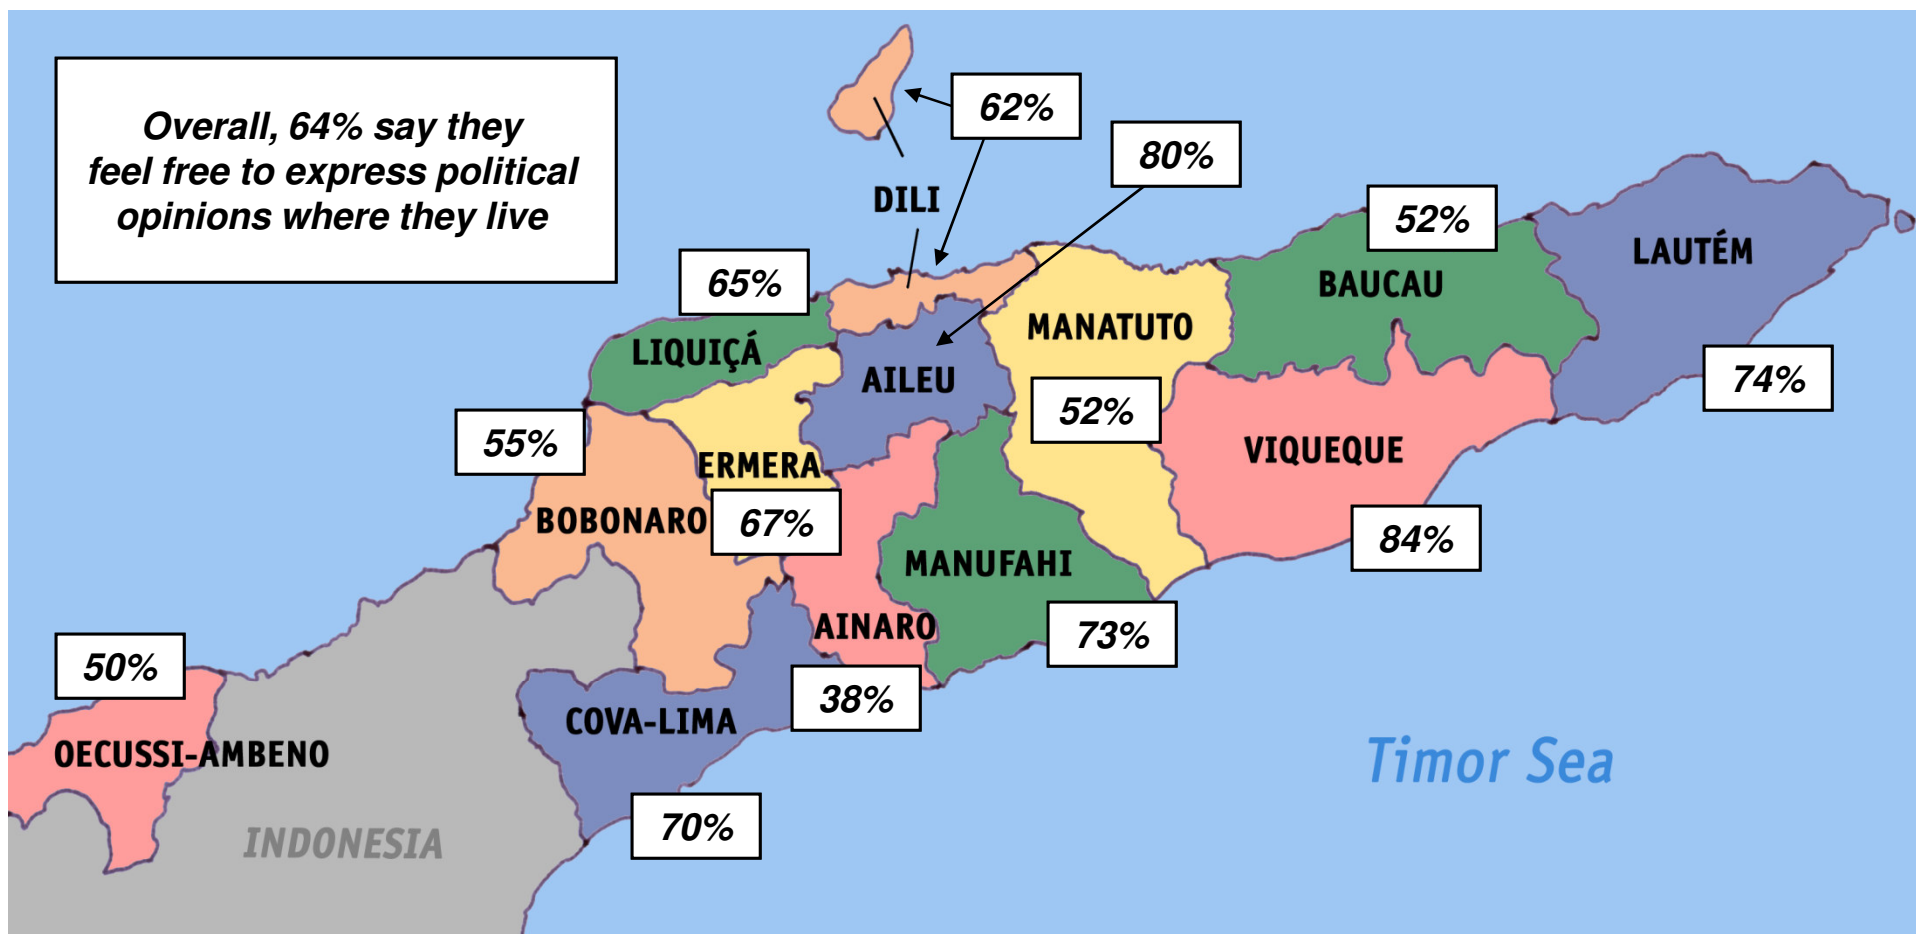 Overall, 64% say they
feel free to express political
opinions where they live
62%
80%
DILI
52%
LAUTÉM
65%
BAUCAU
MANATUTO
LIQUIÇÁ
AILEU
74%
52%
55%
VIQUEQUE
ERMERA
BOBONARO
67%
84%
MANUFAHI
AINARO
73%
50%
38%
COVA-LIMA
OECUSSI-AMBENO
Timor Sea
70%
INDONESIA